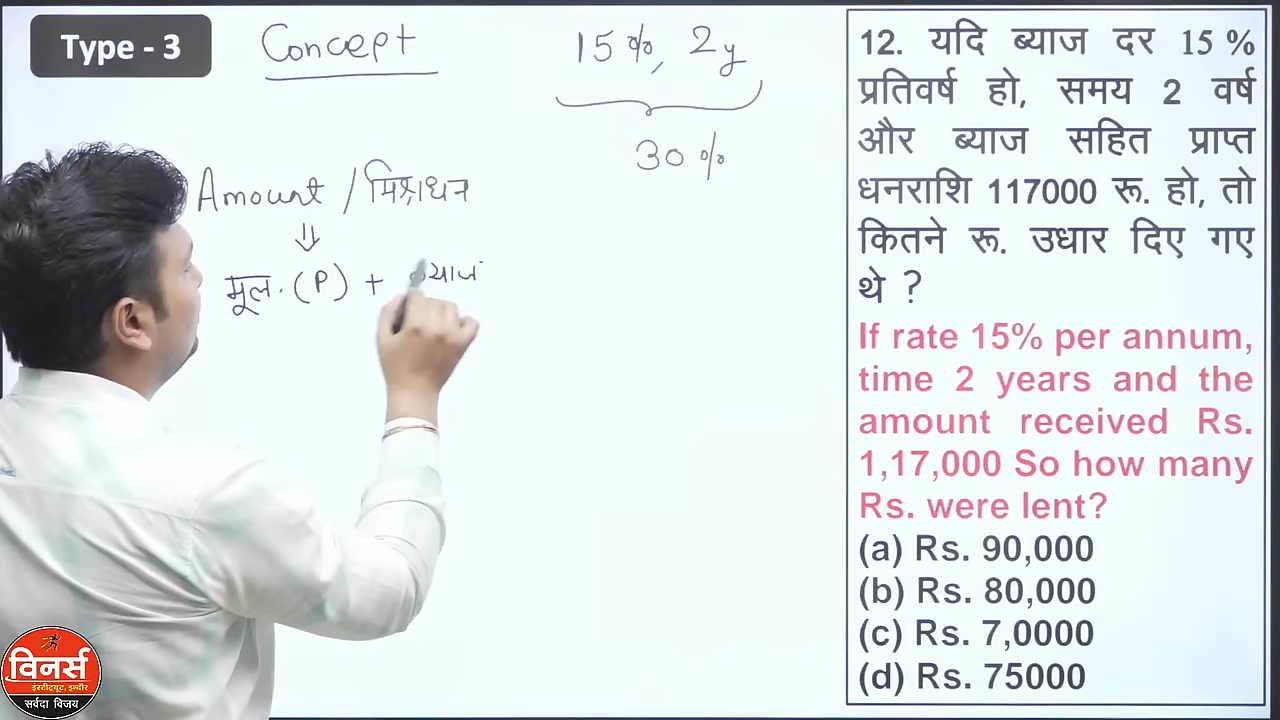 Type - 3
Concept
15%, 2y
30%
Amount / मिश्रधन
मूल. (P) + ब्याज
12. यदि ब्याज दर 15 %
प्रतिवर्ष हो, समय 2 वर्ष
और ब्याज सहित प्राप्त
धनराशि 117000 रू. हो, तो
कितने रू. उधार दिए गए
थे ?
If rate 15% per annum,
time 2 years and the
amount received Rs.
1,17,000 So how many
Rs. were lent?
(a) Rs. 90,000
(b) Rs. 80,000
(c) Rs. 7,0000
(d) Rs. 75000
विनर्स
इंस्टीट्यूट, इन्दौर
सर्वदा विजय